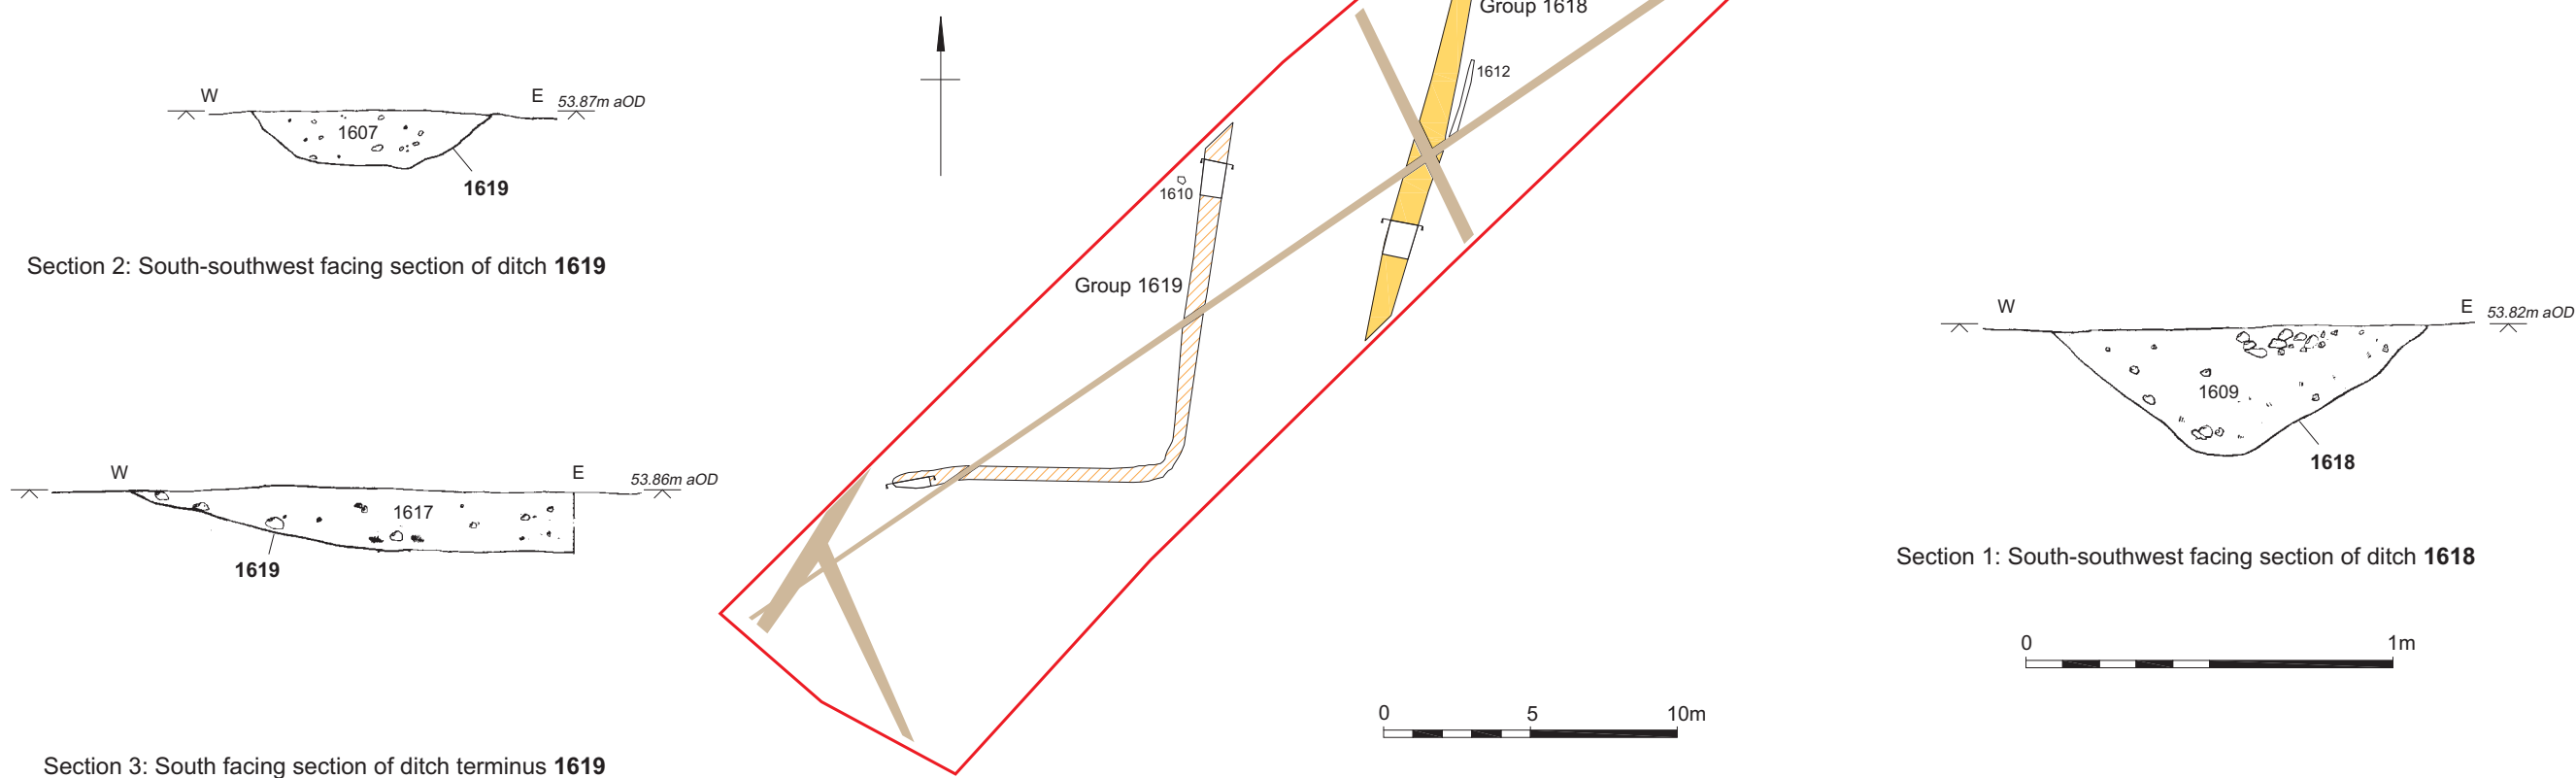 W
E
53.87m aOD
1607
1619
Section 2: South-southwest facing section of ditch 1619
W
E
53.86m aOD
1617
1619
Section 3: South facing section of ditch terminus 1619
Group 1618
1612
1610
Group 1619
0
5
10m
W
E
53.82m aOD
1609
1618
Section 1: South-southwest facing section of ditch 1618
0
1m